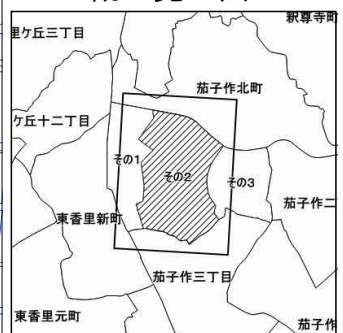 釈尊寺町
里ケ丘三丁目
茄子作北町
ケ丘十二丁目
その1
その2
その3
茄子作二
東香里新町
茄子作三丁目
東香里元町
茄子作